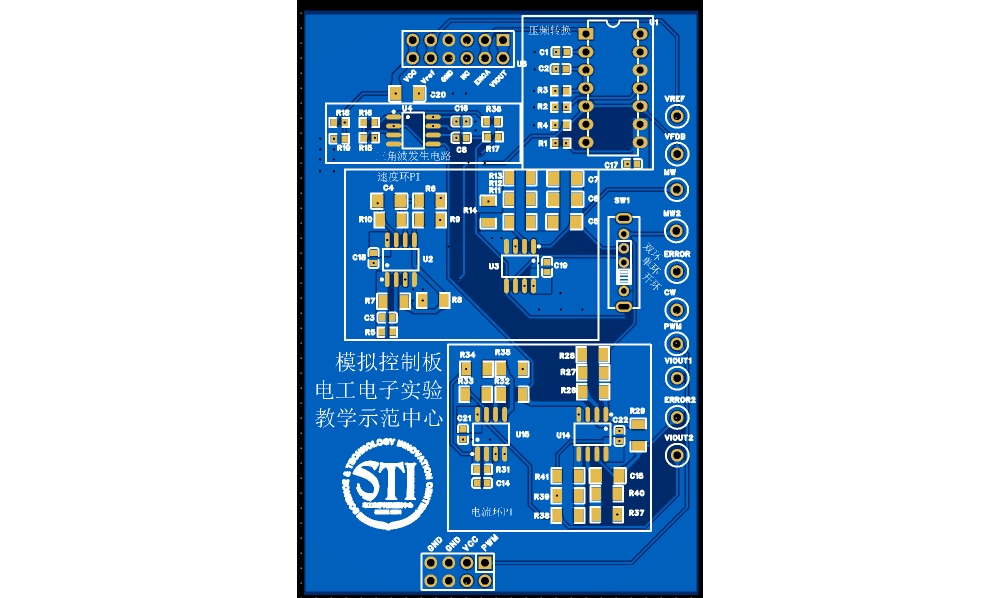 压频转换
U1
C1
C2
R3
R2
R4
R1
C17
VCC
Vref
GND
NC
ENCA
VIOUT
U5
C20
U4
R18
R16
R19
R15
C16
R36
R17
三角波发生电路
速度环PI
C4
R6
R10
R9
C18
U2
R7
R8
C3
R5
R13
R12
R11
R14
C7
C6
U3
C19
SW1
双环
单环
开环
VREF
VFDB
MW
MW2
ERROR
CW
PWM
VIOUT1
ERROR2
VIOUT2
模拟控制板
电工电子实验
教学示范中心
SCIENCE & TECHNOLOGY INNOVATION CENTRE
STI
R34
R35
R33
R32
C21
U15
R31
C14
R27
U14
C22
R29
R41
R39
R38
C15
R40
R37
电流环PI
GND
GND
VCC
PWM